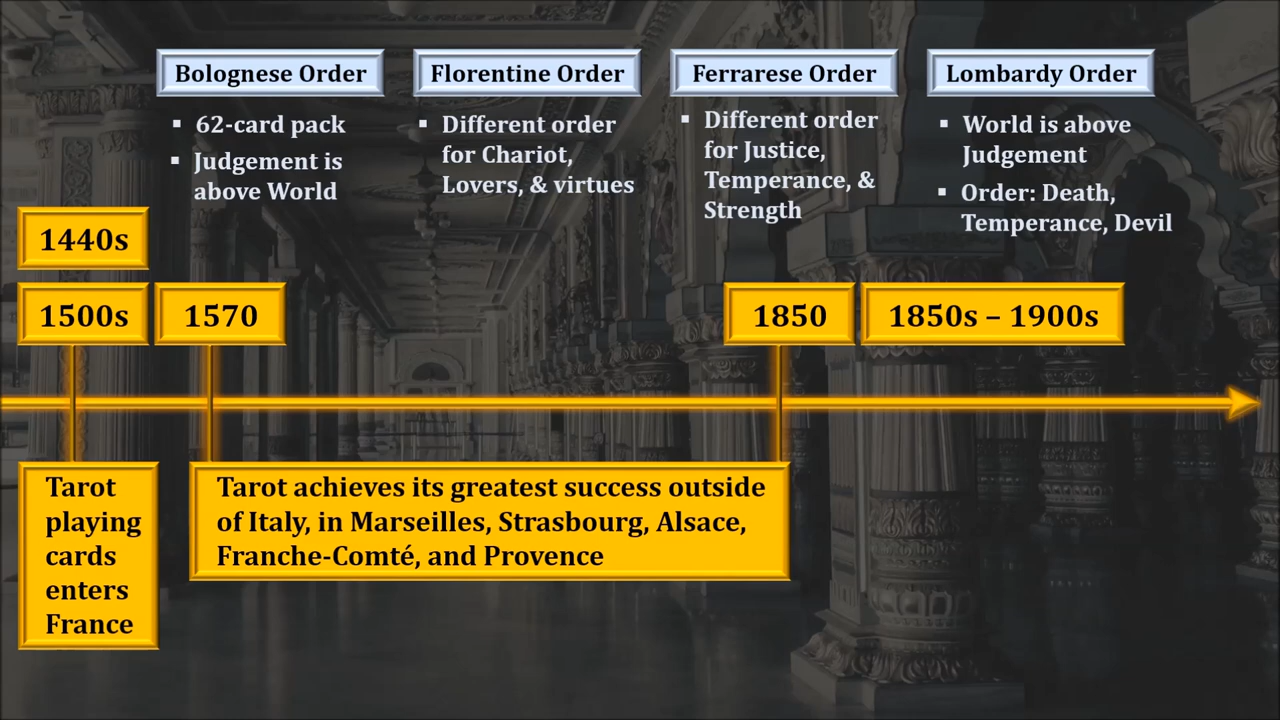 Bolognese Order
62-card pack
Judgement is
above World
Florentine Order
Different order
for Chariot,
Lovers, & virtues
Ferrarese Order
Different order
for Justice,
Temperance, &
Strength
Lombardy Order
World is above
Judgement
Order: Death,
Temperance, Devil
1440s
1500s
1570
1850
1850s – 1900s
Tarot
playing
cards
enters
France
Tarot achieves its greatest success outside
of Italy, in Marseilles, Strasbourg, Alsace,
Franche-Comté, and Provence